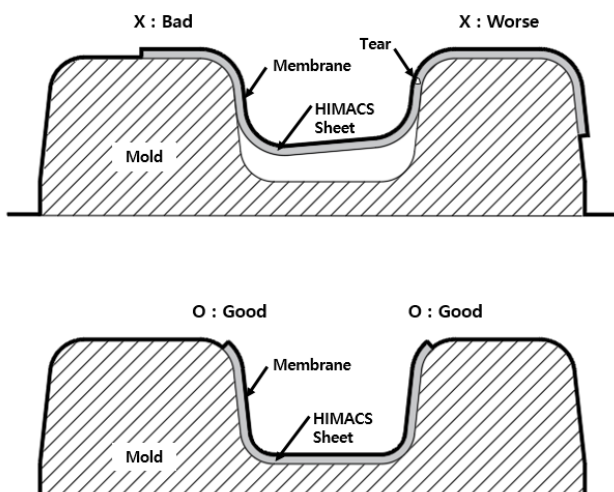 X : Bad
X : Worse
Tear
Membrane
HIMACS
Sheet
Mold
O : Good
O : Good
Membrane
HIMACS
Sheet
Mold